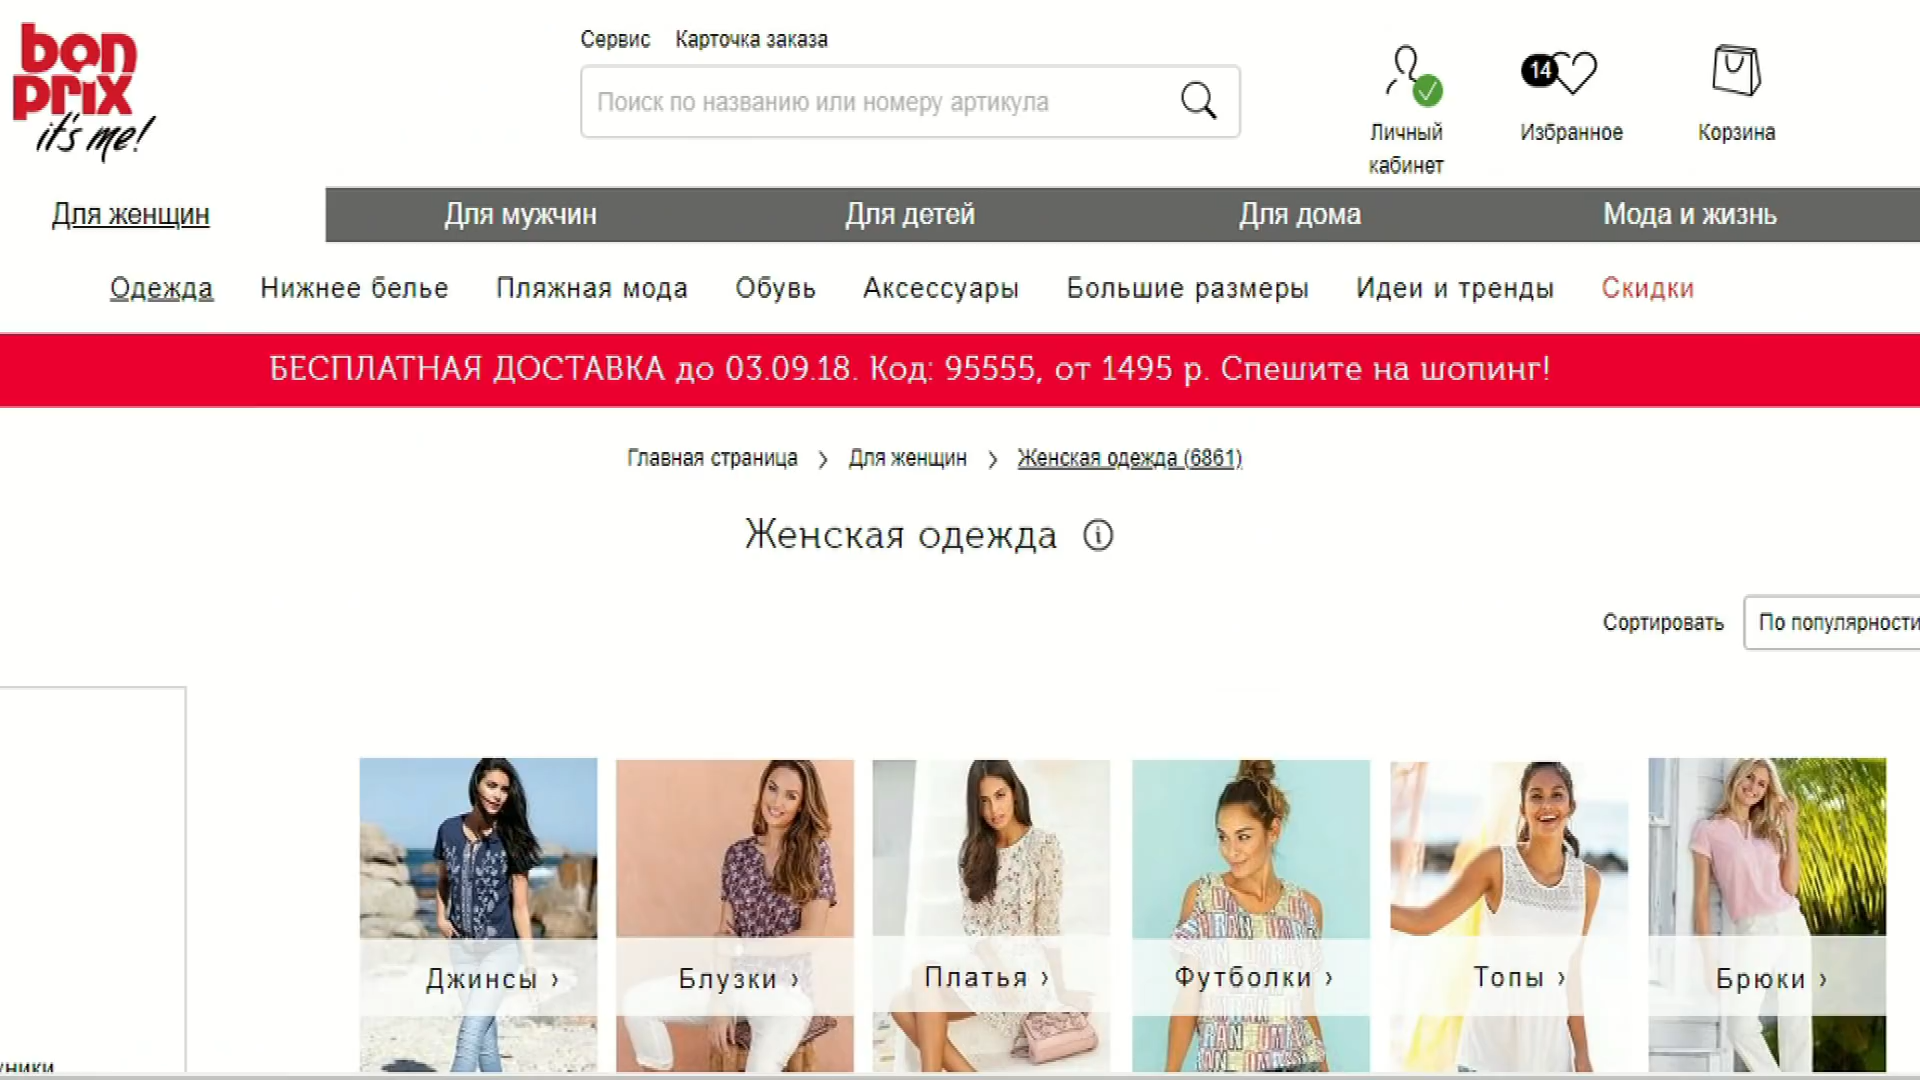 bon
prix
it's me!
Сервис Карточка заказа
Поиск по названию или номеру артикула
14
Личный
кабинет
Избранное
Корзина
Для женщин Для мужчин Для детей Для дома Мода и жизнь
Одежда Нижнее белье Пляжная мода Обувь Аксессуары Большие размеры Идеи и тренды Скидки
БЕСПЛАТНАЯ ДОСТАВКА до 03.09.18. Код: 95555, от 1495 р. Спешите на шопинг!
Главная страница > Для женщин > Женская одежда (6861)
Женская одежда
Сортировать По популярности
Джинсы › Блузки › Платья › Футболки › Топы › Брюки ›